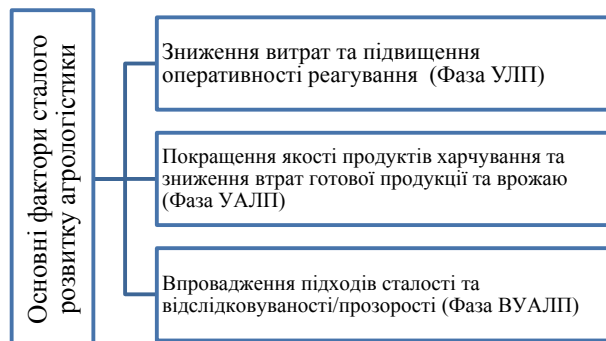 Основні фактори сталого
розвитку агрологістики
Зниження витрат та підвищення
оперативності реагування (Фаза УЛП)
Покращення якості продуктів харчування та
зниження втрат готової продукції та врожаю
(Фаза УАЛП)
Впровадження підходів сталості та
відслідковуваності/прозорості (Фаза ВУАЛП)